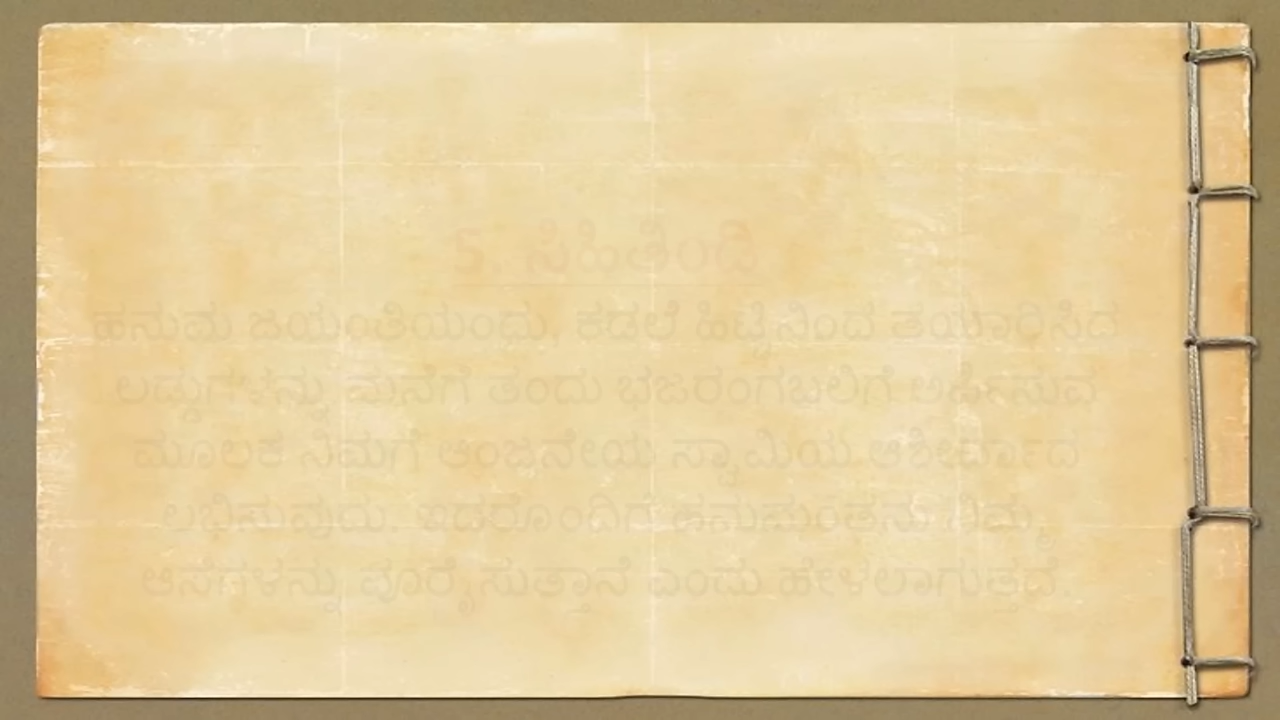 5. ಸಿಹಿತಿಂಡಿ
ಹನುಮ ಜಯಂತಿಯಂದು, ಕಡಲೆ ಹಿಟ್ಟಿನಿಂದ ತಯಾರಿಸಿದ
ಲಡ್ಡುಗಳನ್ನು ಮನೆಗೆ ತಂದು ಭಜರಂಗಬಲಿಗೆ ಅರ್ಪಿಸುವ
ಮೂಲಕ ನಿಮಗೆ ಆಂಜನೇಯ ಸ್ವಾಮಿಯ ಆಶೀರ್ವಾದ
ಲಭಿಸುವುದು. ಇದರೊಂದಿಗೆ ಹನುಮಂತನು ನಿಮ್ಮ
ಆಸೆಗಳನ್ನು ಪೂರೈಸುತ್ತಾನೆ ಎಂದು ಹೇಳಲಾಗುತ್ತದೆ.